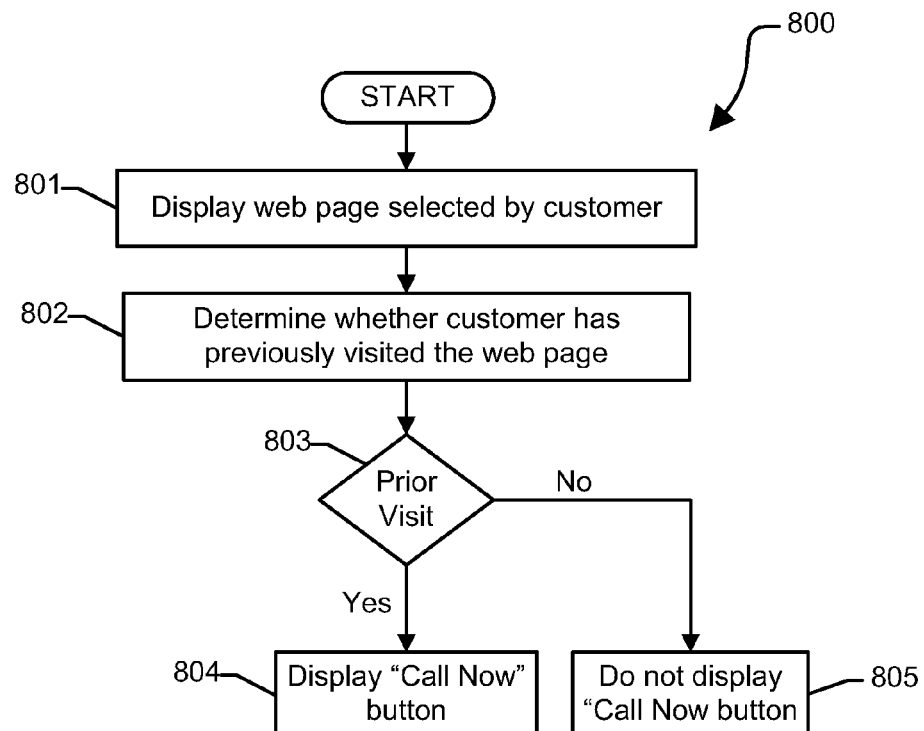 800
START
801
Display web page selected by customer
802
Determine whether customer has
previously visited the web page
803
Prior
Visit
No
Yes
804
Display “Call Now”
button
Do not display
“Call Now button
805